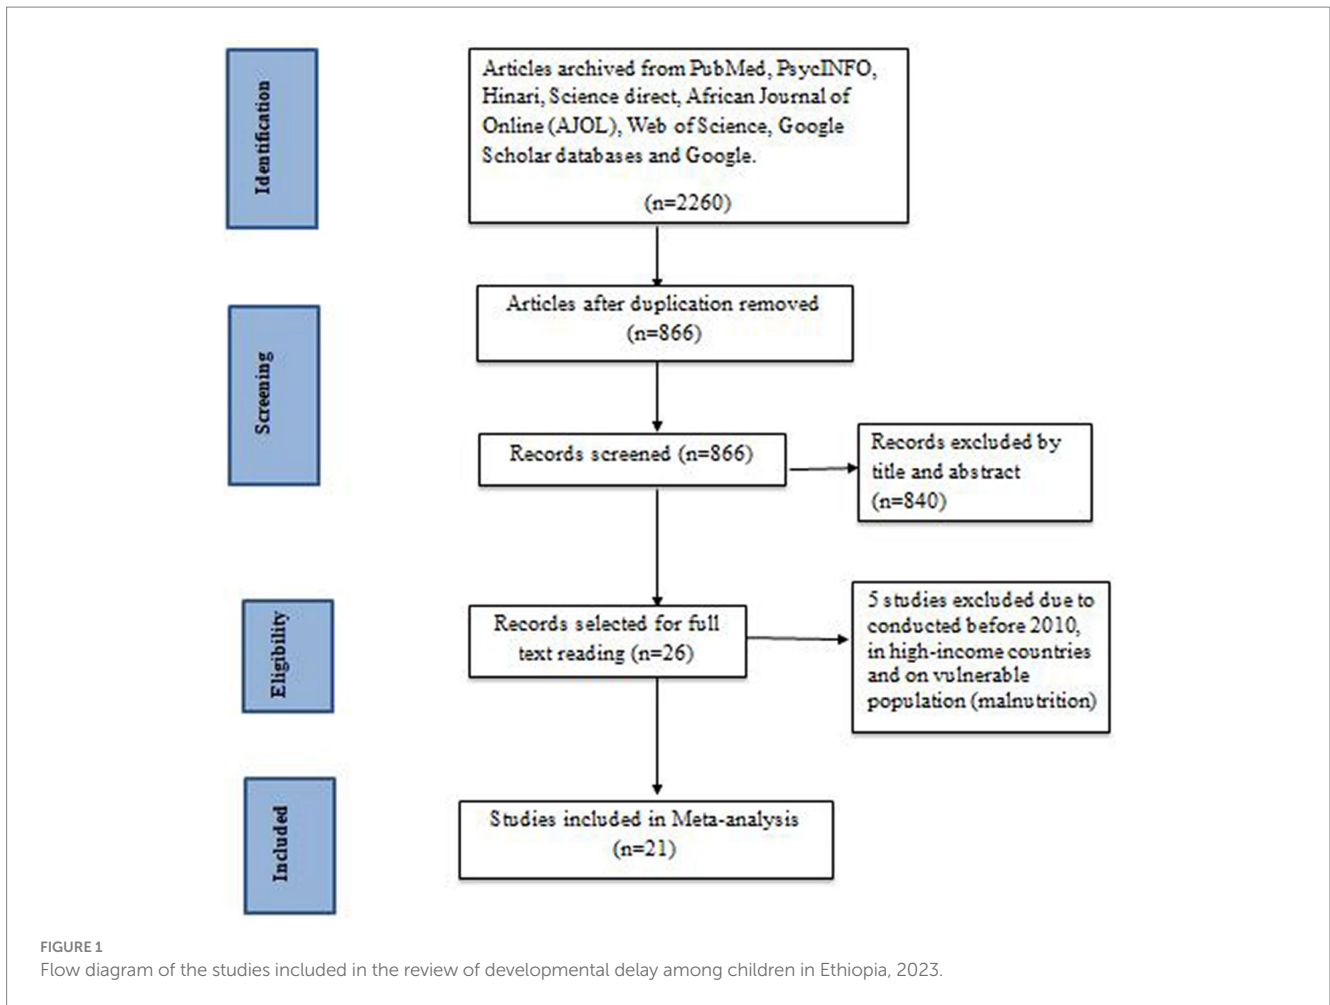 Identification
Articles archived from PubMed, PsycINFO,
Hinari, Science direct, African Journal of
Online (AJOL), Web of Science, Google
Scholar databases and Google.
(n=2260)
Screening
Articles after duplication removed
(n=866)
Records screened (n=866)
Records excluded by
title and abstract
(n=840)
Eligibility
Records selected for full
text reading (n=26)
5 studies excluded due to
conducted before 2010,
in high-income countries
and on vulnerable
population (malnutrition)
Included
Studies included in Meta-analysis
(n=21)
FIGURE 1
Flow diagram of the studies included in the review of developmental delay among children in Ethiopia, 2023.